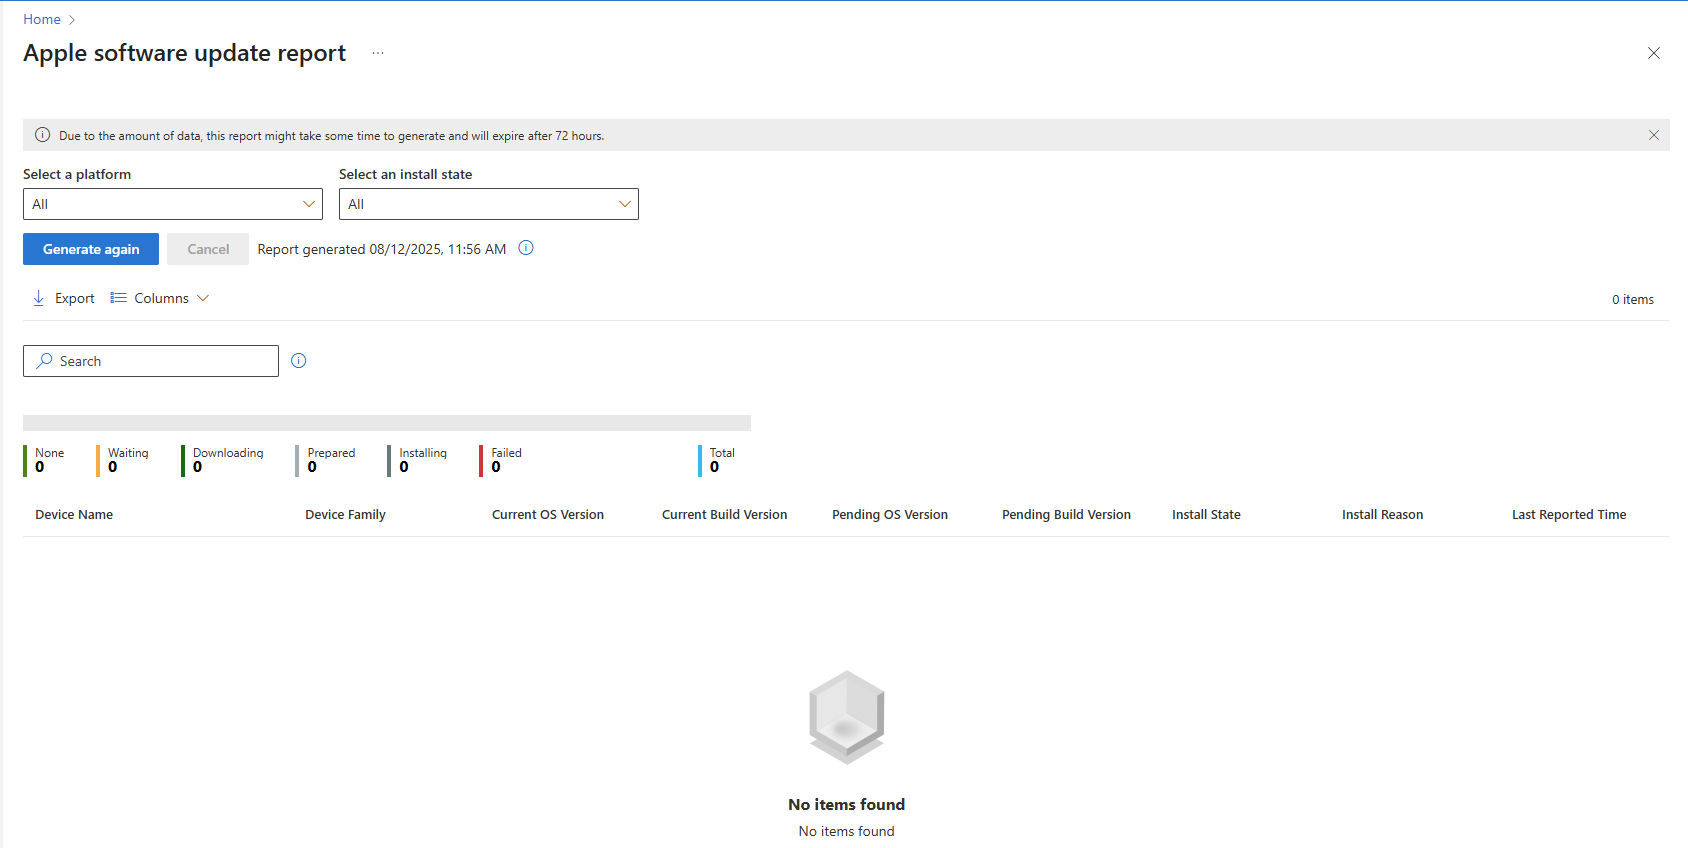 Home
Apple software update report ...
Due to the amount of data, this report might take some time to generate and will expire after 72 hours.
Select a platform Select an install state
All All
Generate again Cancel Report generated 08/12/2025, 11:56 AM
Export Columns 0 items
Search
None Waiting Downloading Prepared Installing Failed Total
0 0 0 0 0 0 0
Device Name Device Family Current OS Version Current Build Version Pending OS Version Pending Build Version Install State Install Reason Last Reported Time
No items found
No items found